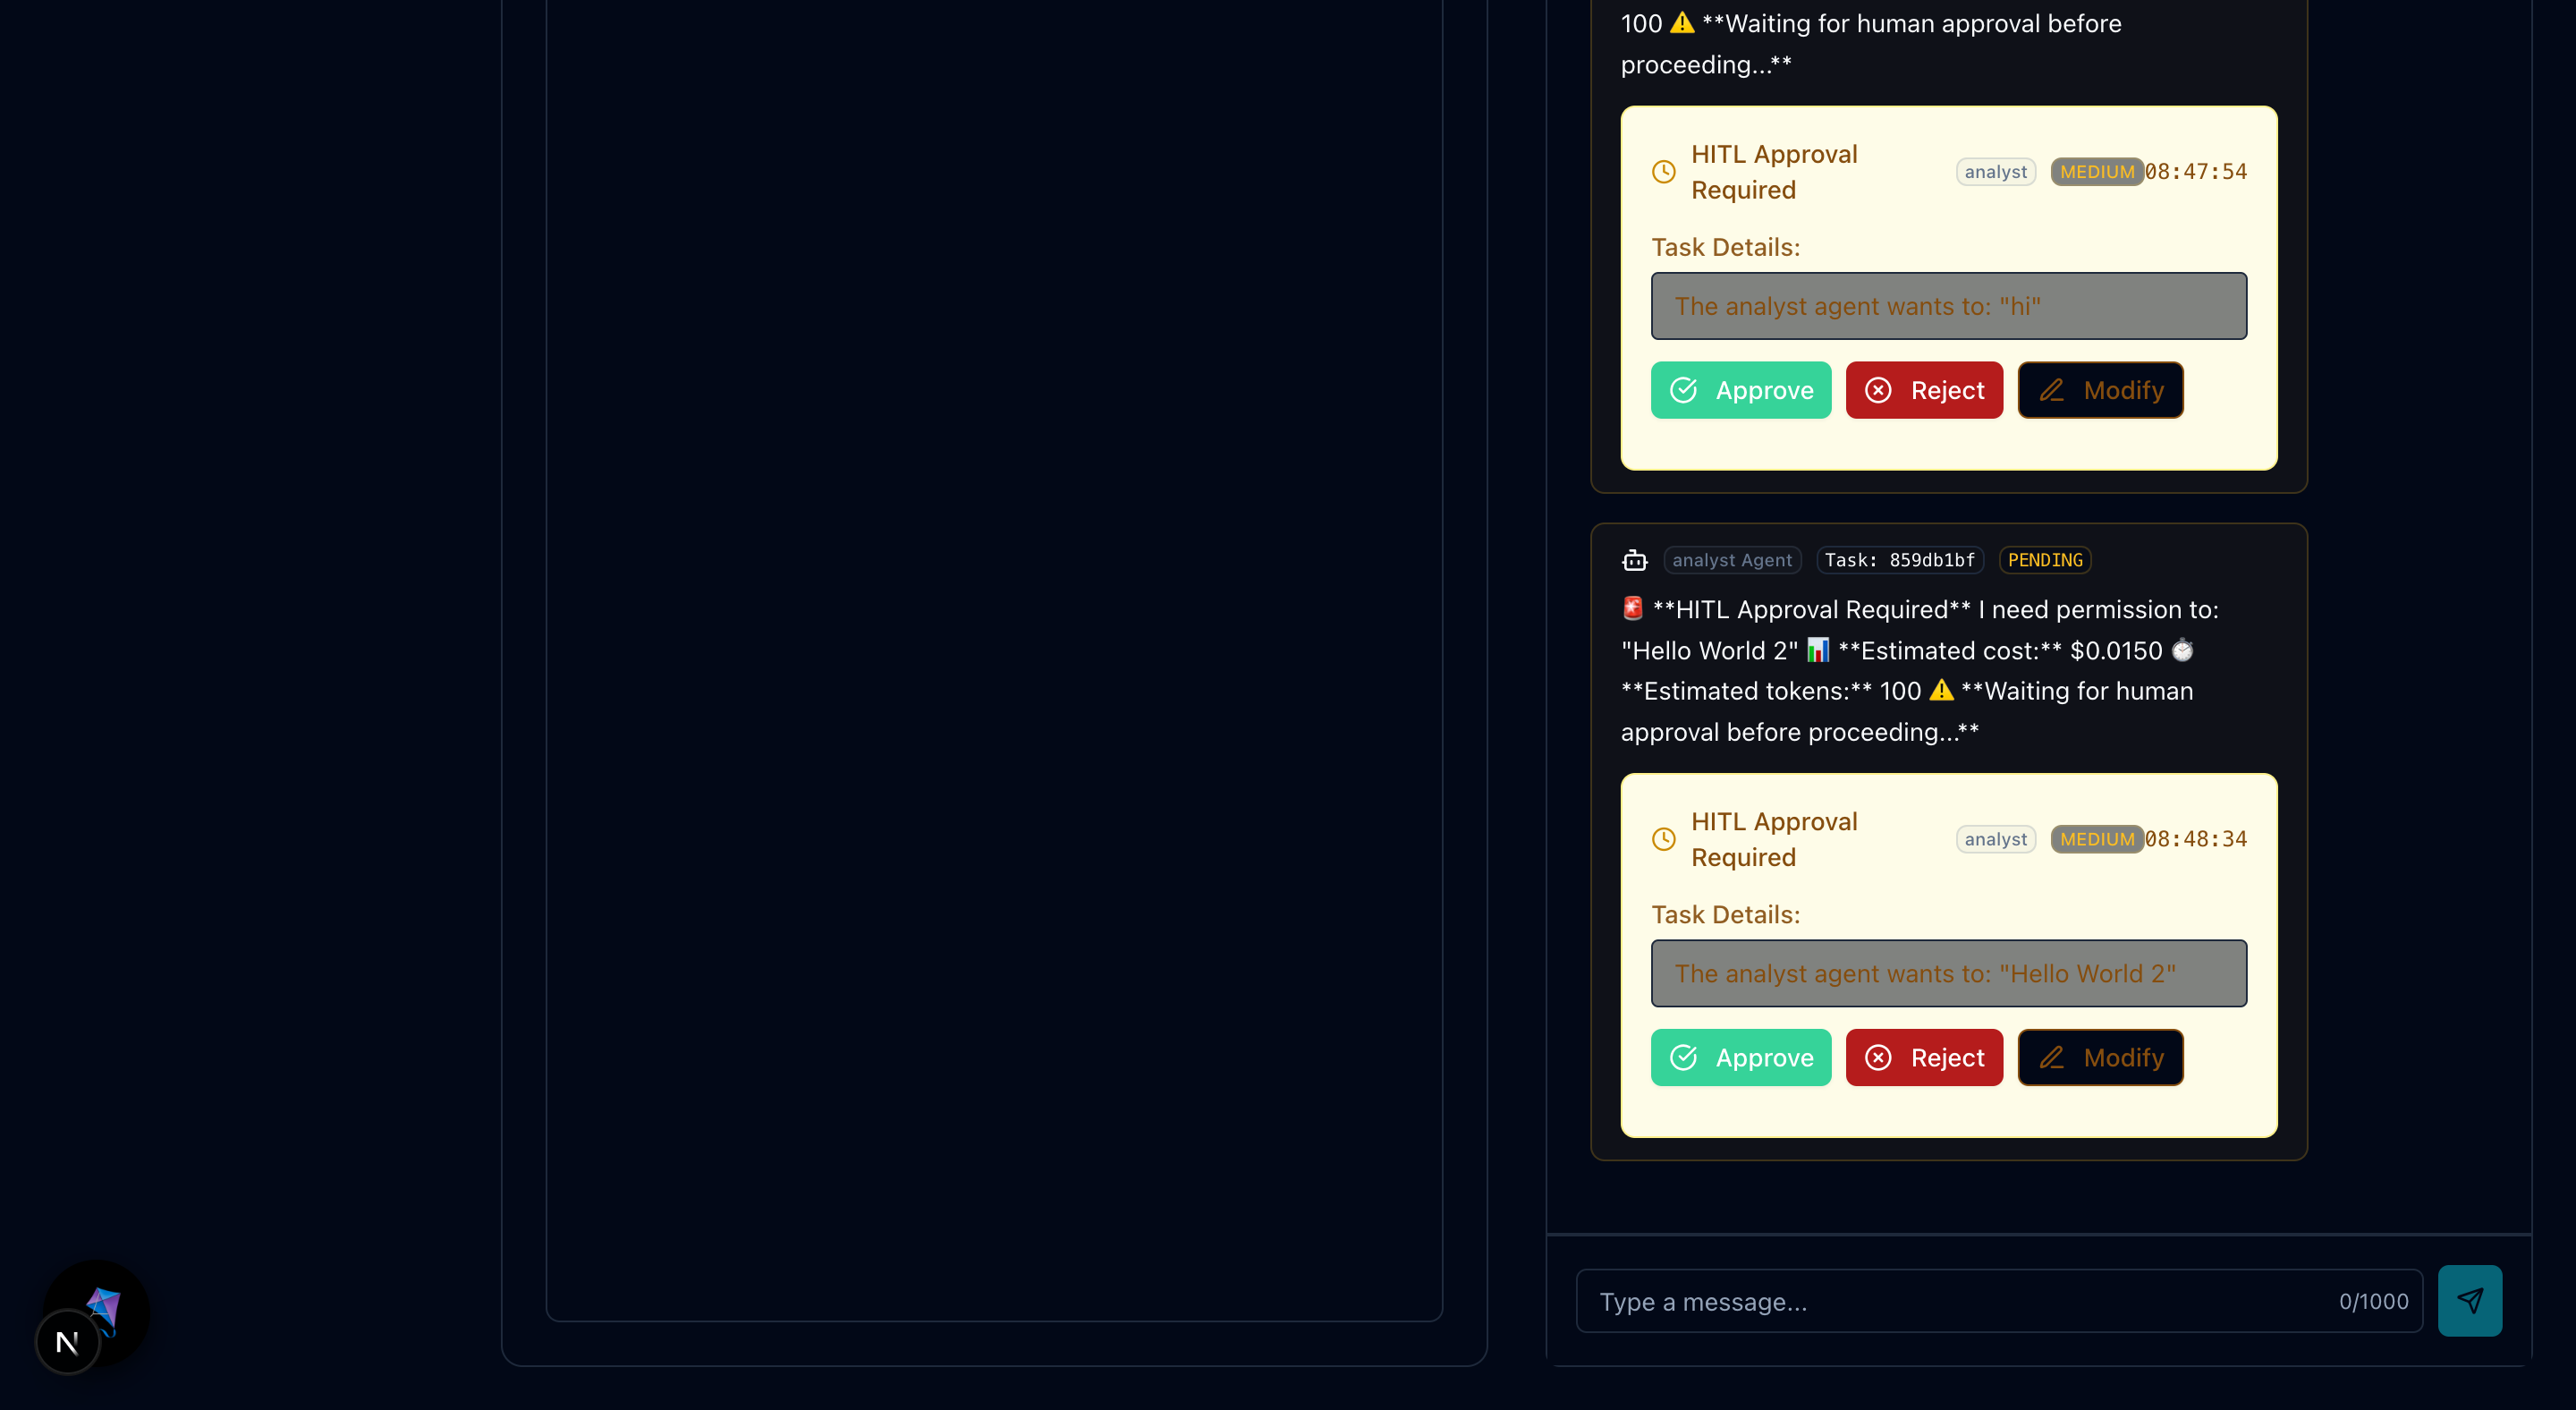 100 ⚠️ **Waiting for human approval before
proceeding...**
HITL Approval
Required
analyst
MEDIUM
08:47:54
Task Details:
The analyst agent wants to: "hi"
Approve
Reject
Modify
analyst Agent
Task: 859db1bf
PENDING
🚨 **HITL Approval Required** I need permission to:
"Hello World 2" 📊 **Estimated cost:** $0.0150 ⏱️
**Estimated tokens:** 100 ⚠️ **Waiting for human
approval before proceeding...**
HITL Approval
Required
analyst
MEDIUM
08:48:34
Task Details:
The analyst agent wants to: "Hello World 2"
Approve
Reject
Modify
Type a message...
0/1000
N